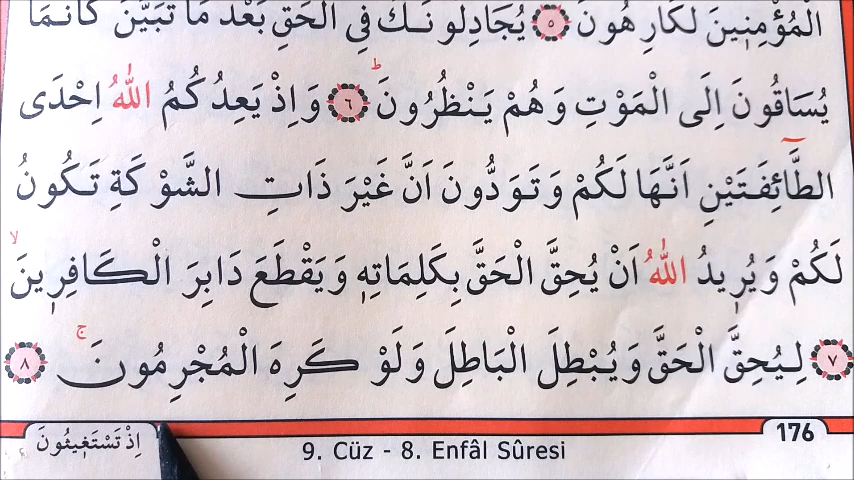 الْمُؤْمِنِينَ لَكَارِهُونَ ٥ يُجَادِلُونَكَ فِي الْحَقِّ بَعْدَ مَا تَبَيَّنَ كَاَنَّمَا
يُسَاقُونَ اِلَى الْمَوْتِ وَهُمْ يَنْظُرُونَۜ ٦ وَاِذْ يَعِدُكُمُ اللّٰهُ اِحْدَى
الطَّٓائِفَتَيْنِ اَنَّهَا لَكُمْ وَتَوَدُّونَ اَنَّ غَيْرَ ذَاتِ الشَّوْكَةِ تَكُونُ
لَكُمْ وَيُرٖيدُ اللّٰهُ اَنْ يُحِقَّ الْحَقَّ بِكَلِمَاتِهٖ وَيَقْطَعَ دَابِرَ الْكَافِرٖينَۙ
٧ لِيُحِقَّ الْحَقَّ وَيُبْطِلَ الْبَاطِلَ وَلَوْ كَرِهَ الْمُجْرِمُونَۚ ٨
176
9. Cüz - 8. Enfâl Sûresi
اِذْ تَسْتَغٖيثُونَ